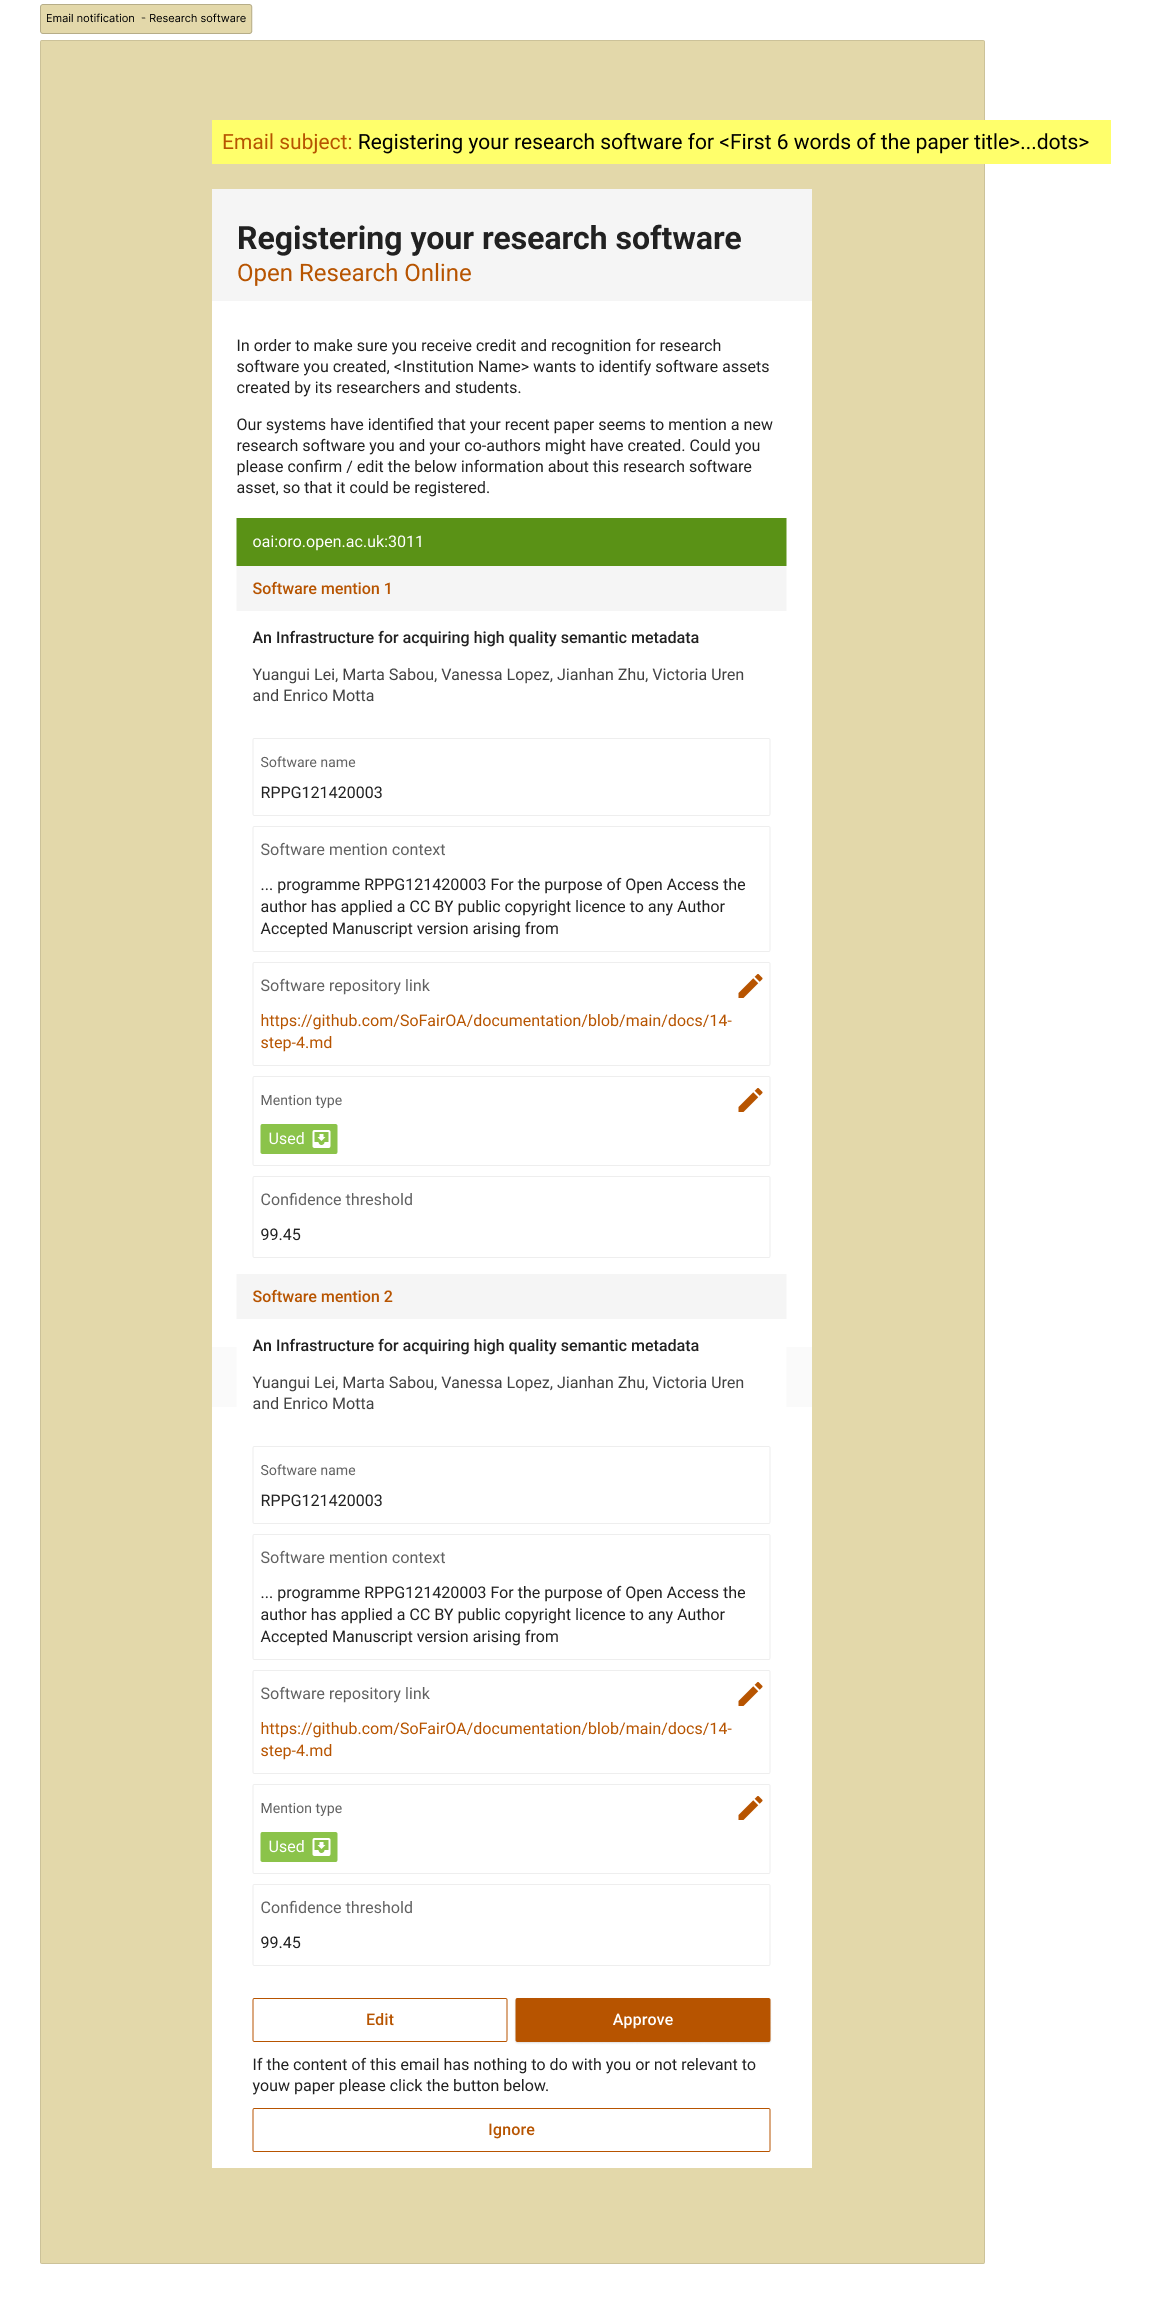 Email notification  - Research software
Email subject: Registering your research software for <First 6 words of the paper title>...dots>
Registering your research software
Open Research Online
In order to make sure you receive credit and recognition for research
software you created, <Institution Name> wants to identify software assets
created by its researchers and students.
Our systems have identified that your recent paper seems to mention a new
research software you and your co-authors might have created. Could you
please confirm / edit the below information about this research software
asset, so that it could be registered.
oai:oro.open.ac.uk:3011
Software mention 1
An Infrastructure for acquiring high quality semantic metadata
Yuangui Lei, Marta Sabou, Vanessa Lopez, Jianhan Zhu, Victoria Uren
and Enrico Motta
Software name
RPPG121420003
Software mention context
... programme RPPG121420003 For the purpose of Open Access the
author has applied a CC BY public copyright licence to any Author
Accepted Manuscript version arising from
Software repository link
https://github.com/SoFairOA/documentation/blob/main/docs/14-
step-4.md
Mention type
Used
Confidence threshold
99.45
Software mention 2
An Infrastructure for acquiring high quality semantic metadata
Yuangui Lei, Marta Sabou, Vanessa Lopez, Jianhan Zhu, Victoria Uren
and Enrico Motta
Software name
RPPG121420003
Software mention context
... programme RPPG121420003 For the purpose of Open Access the
author has applied a CC BY public copyright licence to any Author
Accepted Manuscript version arising from
Software repository link
https://github.com/SoFairOA/documentation/blob/main/docs/14-
step-4.md
Mention type
Used
Confidence threshold
99.45
Edit
Approve
If the content of this email has nothing to do with you or not relevant to
youw paper please click the button below.
Ignore